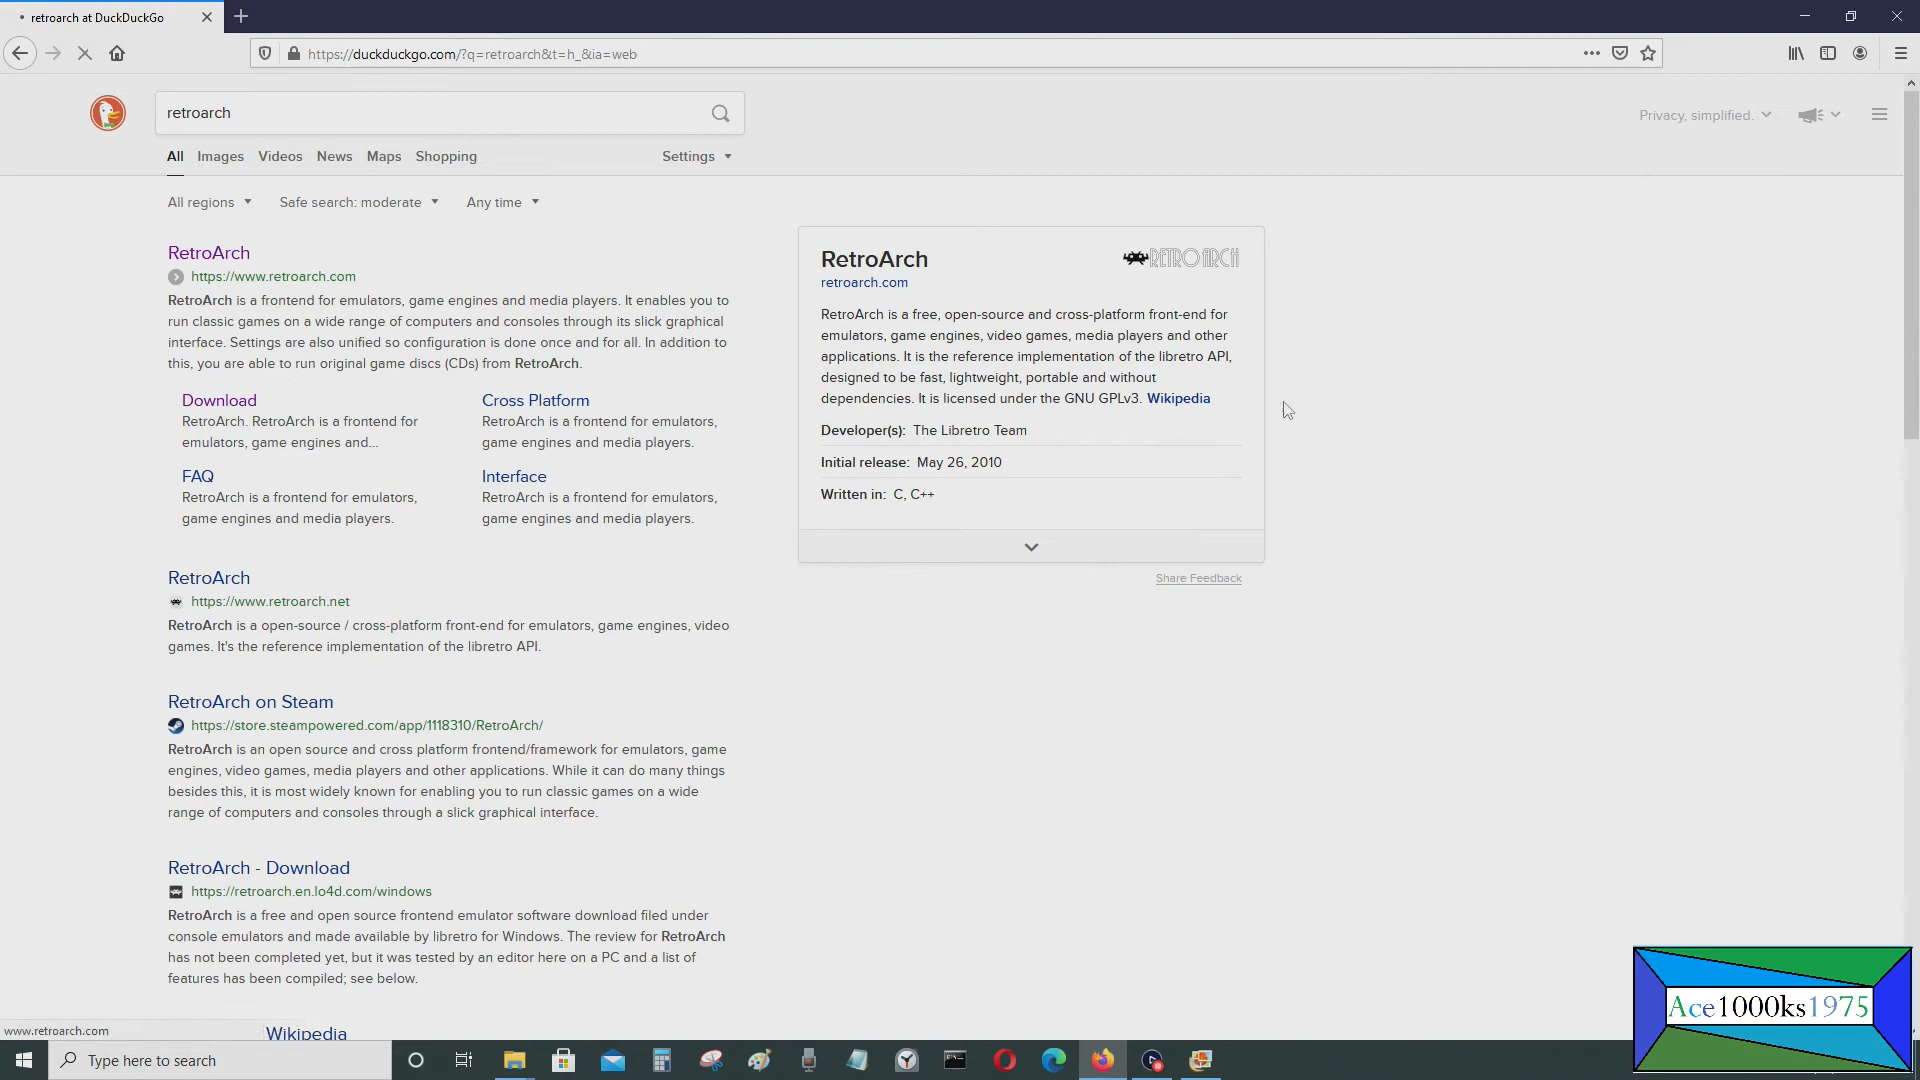 retroarch at DuckDuckGo
https://duckduckgo.com/?q=retroarch&t=h_&ia=web
retroarch
Privacy, simplified.
All Images Videos News Maps Shopping Settings
All regions Safe search: moderate Any time
RetroArch
https://www.retroarch.com
RetroArch is a frontend for emulators, game engines and media players. It enables you to
run classic games on a wide range of computers and consoles through its slick graphical
interface. Settings are also unified so configuration is done once and for all. In addition to
this, you are able to run original game discs (CDs) from RetroArch.
Download
RetroArch. RetroArch is a frontend for
emulators, game engines and...
Cross Platform
RetroArch is a frontend for emulators,
game engines and media players.
FAQ
RetroArch is a frontend for emulators,
game engines and media players.
Interface
RetroArch is a frontend for emulators,
game engines and media players.
RetroArch
https://www.retroarch.net
RetroArch is a open-source / cross-platform front-end for emulators, game engines, video
games. It's the reference implementation of the libretro API.
RetroArch on Steam
https://store.steampowered.com/app/1118310/RetroArch/
RetroArch is an open source and cross platform frontend/framework for emulators, game
engines, video games, media players and other applications. While it can do many things
besides this, it is most widely known for enabling you to run classic games on a wide
range of computers and consoles through a slick graphical interface.
RetroArch - Download
https://retroarch.en.lo4d.com/windows
RetroArch is a free and open source frontend emulator software download filed under
console emulators and made available by libretro for Windows. The review for RetroArch
has not been completed yet, but it was tested by an editor here on a PC and a list of
features has been compiled; see below.
Wikipedia
RetroArch
RETROARCH
retroarch.com
RetroArch is a free, open-source and cross-platform front-end for
emulators, game engines, video games, media players and other
applications. It is the reference implementation of the libretro API,
designed to be fast, lightweight, portable and without
dependencies. It is licensed under the GNU GPLv3. Wikipedia
Developer(s): The Libretro Team
Initial release: May 26, 2010
Written in: C, C++
Share Feedback
www.retroarch.com
Type here to search
Ace1000ks1975